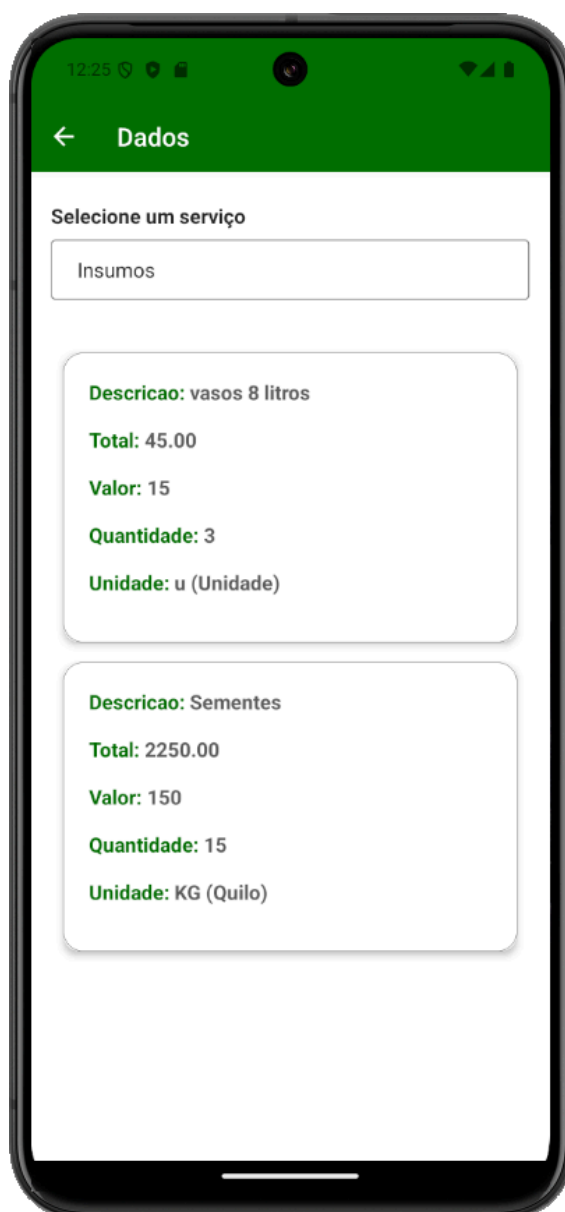 12:25
Dados
Selecione um serviço
Insumos
Descricao: vasos 8 litros
Total: 45.00
Valor: 15
Quantidade: 3
Unidade: u (Unidade)
Descricao: Sementes
Total: 2250.00
Valor: 150
Quantidade: 15
Unidade: KG (Quilo)